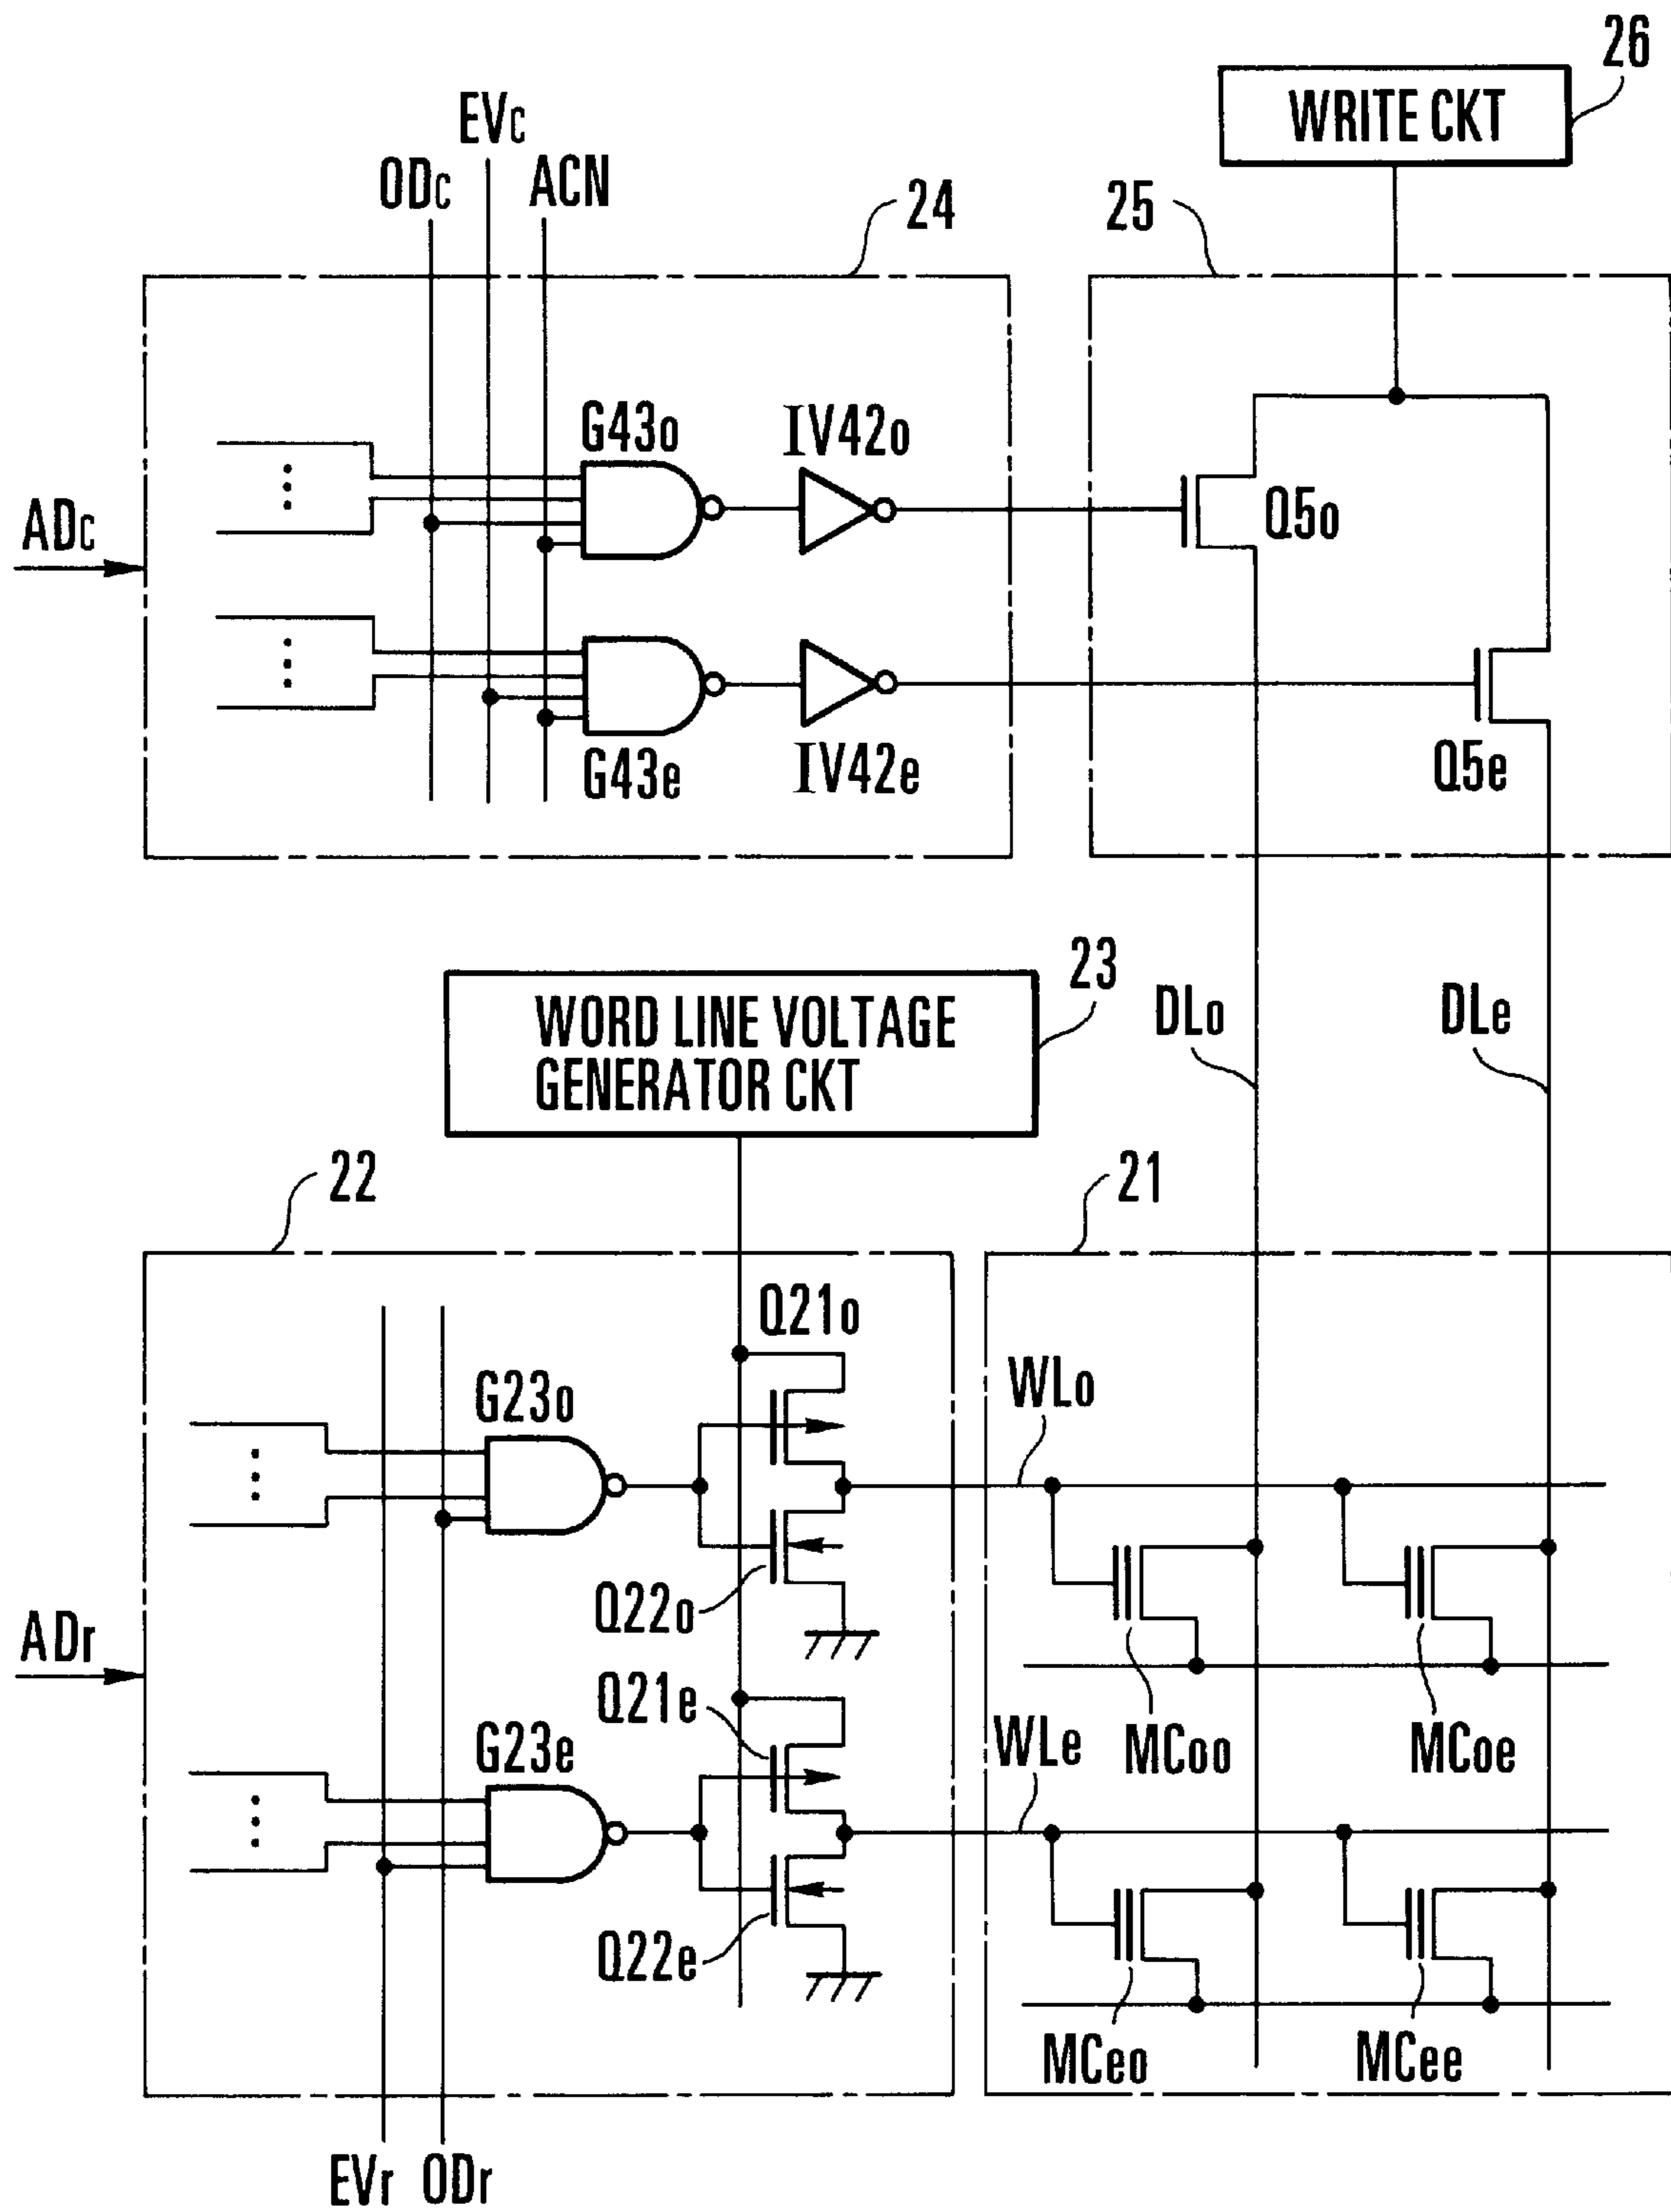 26
WRITE CKT
EVc
ODc
ACN
24
25
G43o
IV42o
Q5o
ADc
G43e
IV42e
Q5e
23
WORD LINE VOLTAGE
GENERATOR CKT
DLo
DLe
22
21
Q21o
WLo
G23o
Q22o
ADr
Q21e
WLe
MCoo
MCoe
G23e
Q22e
MCeo
MCee
EVr
ODr